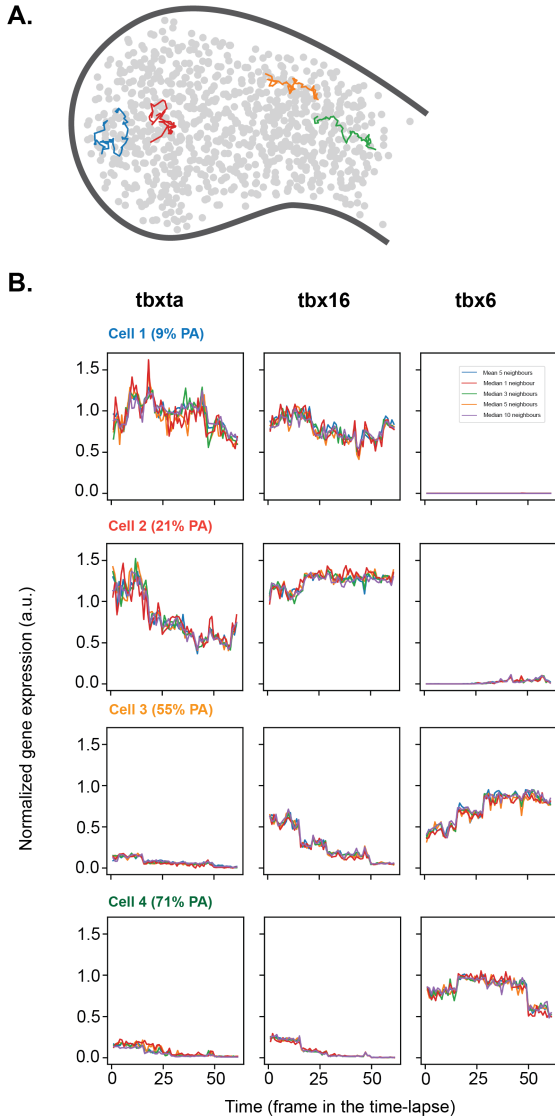 A.
B.
tbxta tbx16 tbx6
Cell 1 (9% PA)
1.5
1.0
0.5
0.0
Mean 5 neighbours
Median 1 neighbour
Median 3 neighbours
Median 5 neighbours
Median 10 neighbours
Cell 2 (21% PA)
1.5
1.0
0.5
0.0
Cell 3 (55% PA)
1.5
1.0
0.5
0.0
Cell 4 (71% PA)
1.5
1.0
0.5
0.0
0 25 50 0 25 50 0 25 50
Normalized gene expression (a.u.)
Time (frame in the time-lapse)